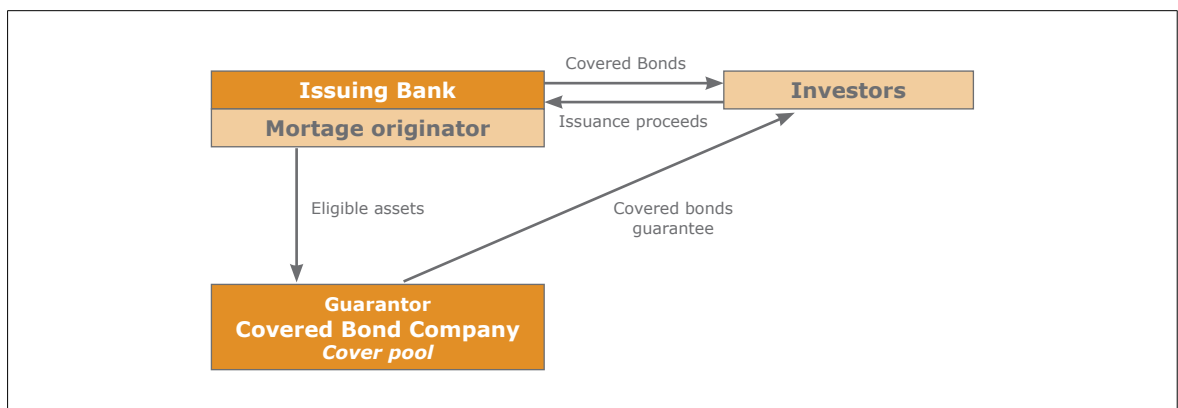 Covered Bonds
Issuing Bank
Investors
Issuance proceeds
Mortage originator
Eligible assets
Covered bonds
guarantee
Guarantor
Covered Bond Company
Cover pool